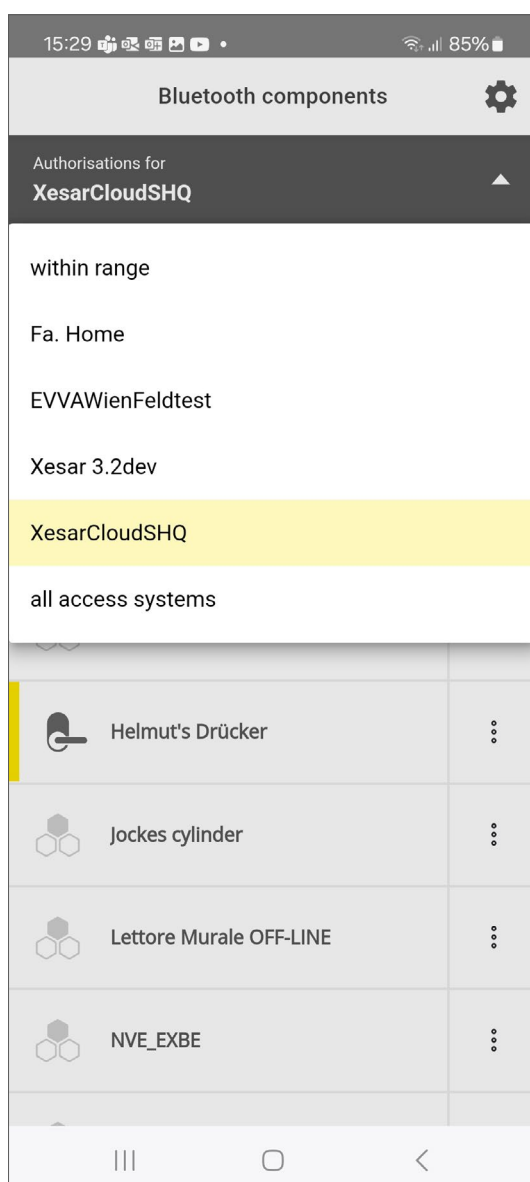 15:29 85%
Bluetooth components
Authorisations for
XesarCloudSHQ
within range
Fa. Home
EVVAWienFeldtest
Xesar 3.2dev
XesarCloudSHQ
all access systems
Helmut's Drücker
Jockes cylinder
Lettore Murale OFF-LINE
NVE_EXBE